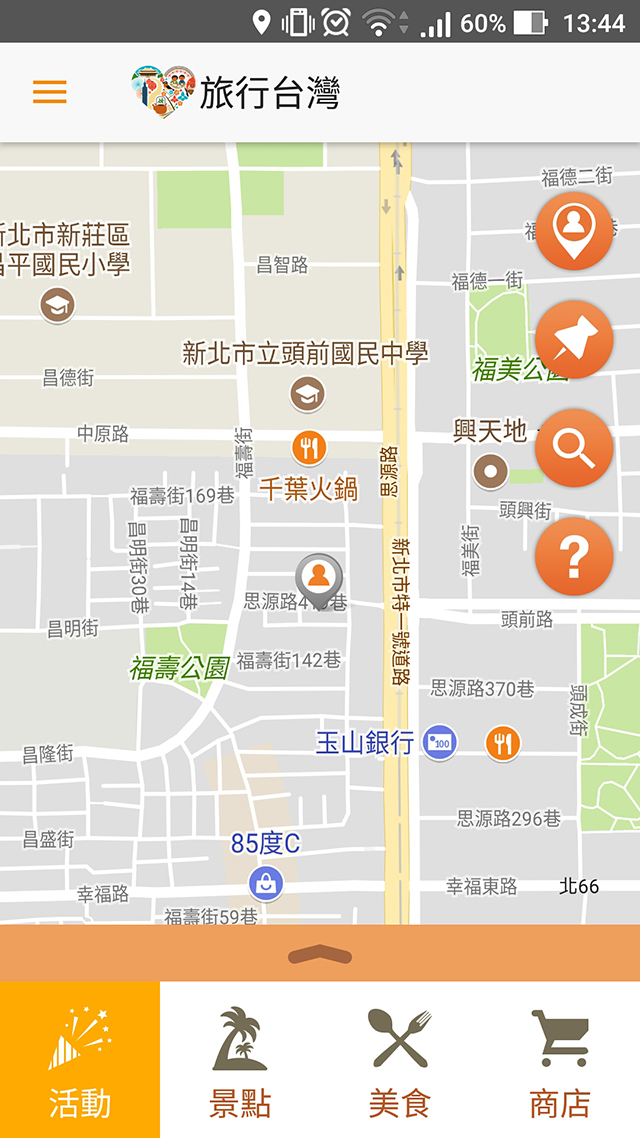 60% 13:44
旅行台灣
福德二街
新北市新莊區
昌平國民小學
昌智路
福德一街
新北市立頭前國民中學
福美公園
昌德街
中原路
福壽街
興天地
思源路
千葉火鍋
福壽街169巷
頭興街
昌明街30巷
昌明街14巷
福美街
新北市特一號道路
思源路
頭前路
昌明街
福壽公園
福壽街142巷
思源路370巷
頭成街
玉山銀行
100
昌隆街
思源路296巷
昌盛街
85度C
幸福路
幸福東路
北66
福壽街59巷
?
活動
景點
美食
商店